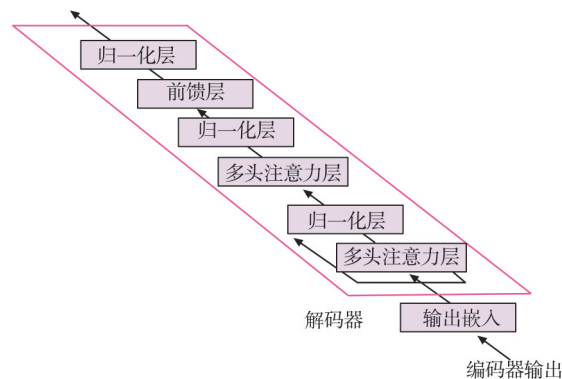 归一化层
前馈层
归一化层
多头注意力层
归一化层
多头注意力层
解码器
输出嵌入
编码器输出